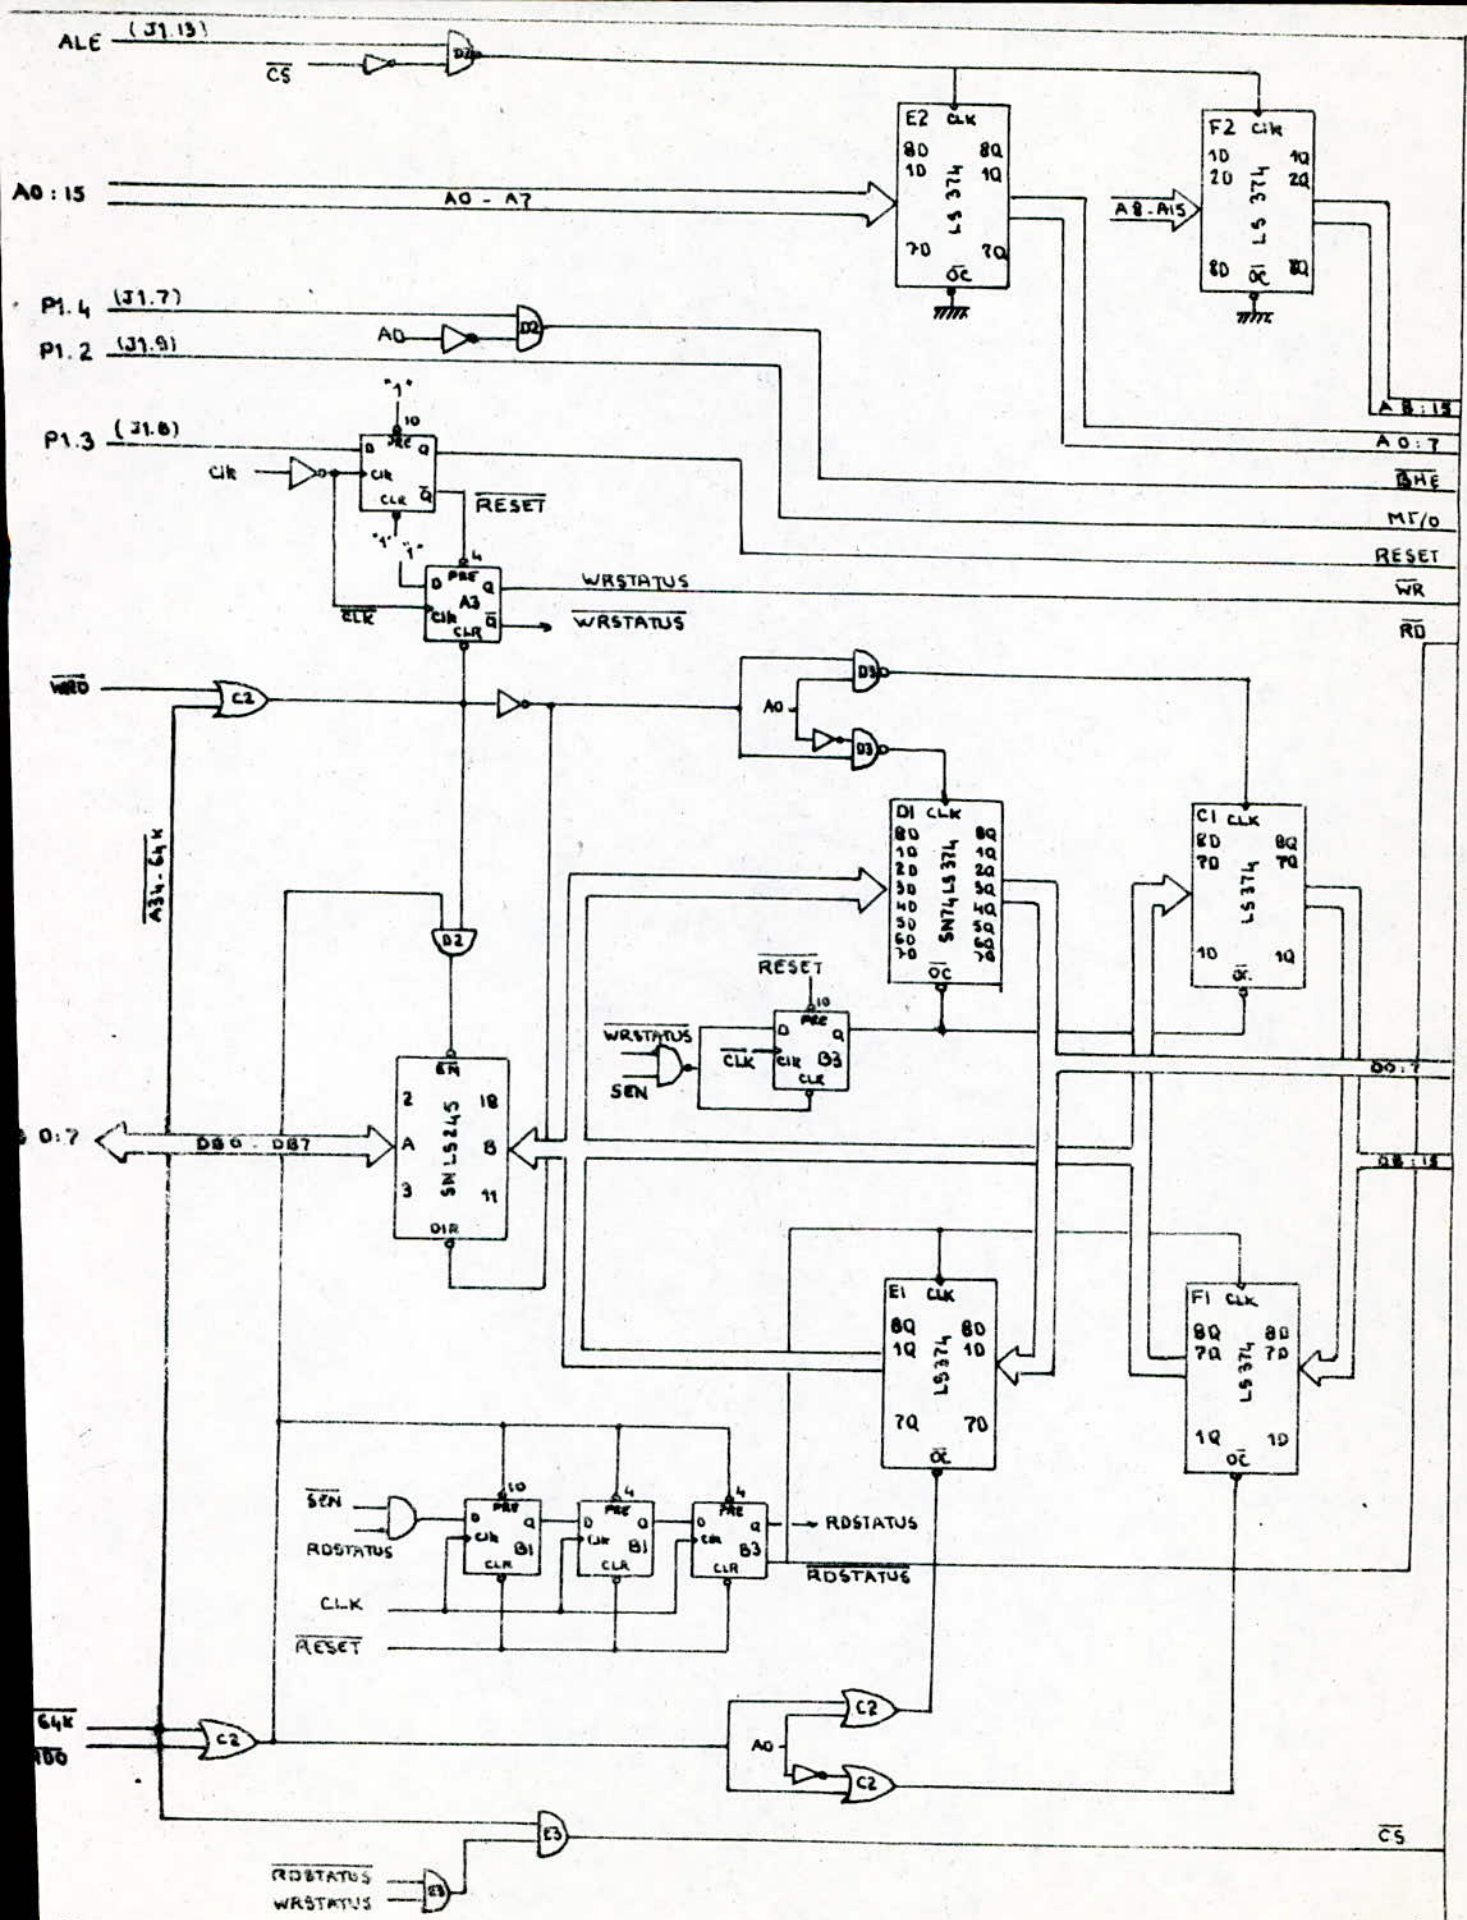 ALE (J1.13)
CS
D2
E2 CLK
8D 8Q
1D 1Q
LS 374
7D 7Q
OC
F2 Clk
1D 1Q
2D 2Q
LS 374
8D 8Q
OC
A0:15
A0 - A7
A8-A15
P1.4 (J1.7)
A0
D2
P1.2 (J1.9)
"1"
10
P1.3 (J1.8)
D PRE Q
Clk
Clk
CLR Q
RESET
"1"
"1"
4
D PRE Q
A3
CLK
Clk Q
CLR
WRSTATUS
WRSTATUS
A8:15
A0:7
BHE
RESET
WR
RD
C2
A0
D3
D3
D1 CLK
8D 8Q
1D 1Q
2D 2Q
3D 3Q
4D 4Q
5D 5Q
6D 6Q
7D 7Q
SN74LS374
OC
C1 CLK
8D 8Q
7D 7Q
LS374
1D 1Q
OC
A34-64K
D2
RESET
10
D PRE Q
WRSTATUS
CLK
Clk B3
CLR
SEN
EN
2 18
A B
SNLS245
3 11
DIR
0:7
DB0 - DB7
D0:7
D8:15
E1 CLK
8Q 8D
1Q 1D
LS374
7Q 7D
OC
F1 CLK
8Q 8D
7Q 7D
LS374
1Q 1D
OC
SEN
RDSTATUS
10
D PRE Q
Clk B1
CLR
4
D PRE Q
Clk B1
CLR
4
D PRE Q
Clk B3
CLR
RDSTATUS
RDSTATUS
CLK
RESET
64K
C2
A0
C2
C2
E3
CS
RDSTATUS
WRSTATUS
E3